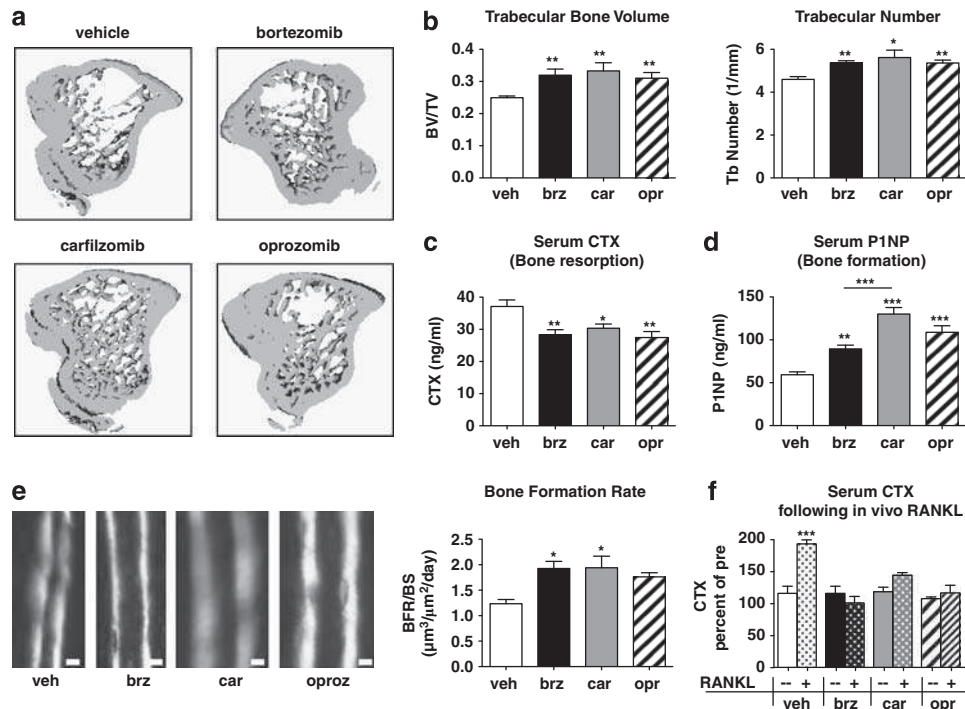 a
vehicle
bortezomib
carfilzomib
oprozomib
b
Trabecular Bone Volume
BV/TV
0.4
0.3
0.2
0.1
0.0
**
**
**
veh
brz
car
opr
Trabecular Number
Tb Number (1/mm)
6
4
2
0
**
*
**
veh
brz
car
opr
c
Serum CTX
(Bone resorption)
CTX (ng/ml)
40
30
20
10
0
**
*
**
veh
brz
car
opr
d
Serum P1NP
(Bone formation)
P1NP (ng/ml)
150
100
50
0
***
**
***
***
veh
brz
car
opr
e
veh
brz
car
oproz
Bone Formation Rate
BFR/BS
(μm³/μm²/day)
2.5
2.0
1.5
1.0
0.5
0.0
*
*
veh
brz
car
opr
f
Serum CTX
following in vivo RANKL
CTX
percent of pre
200
150
100
50
0
***
RANKL -- + -- + -- + -- +
veh brz car opr